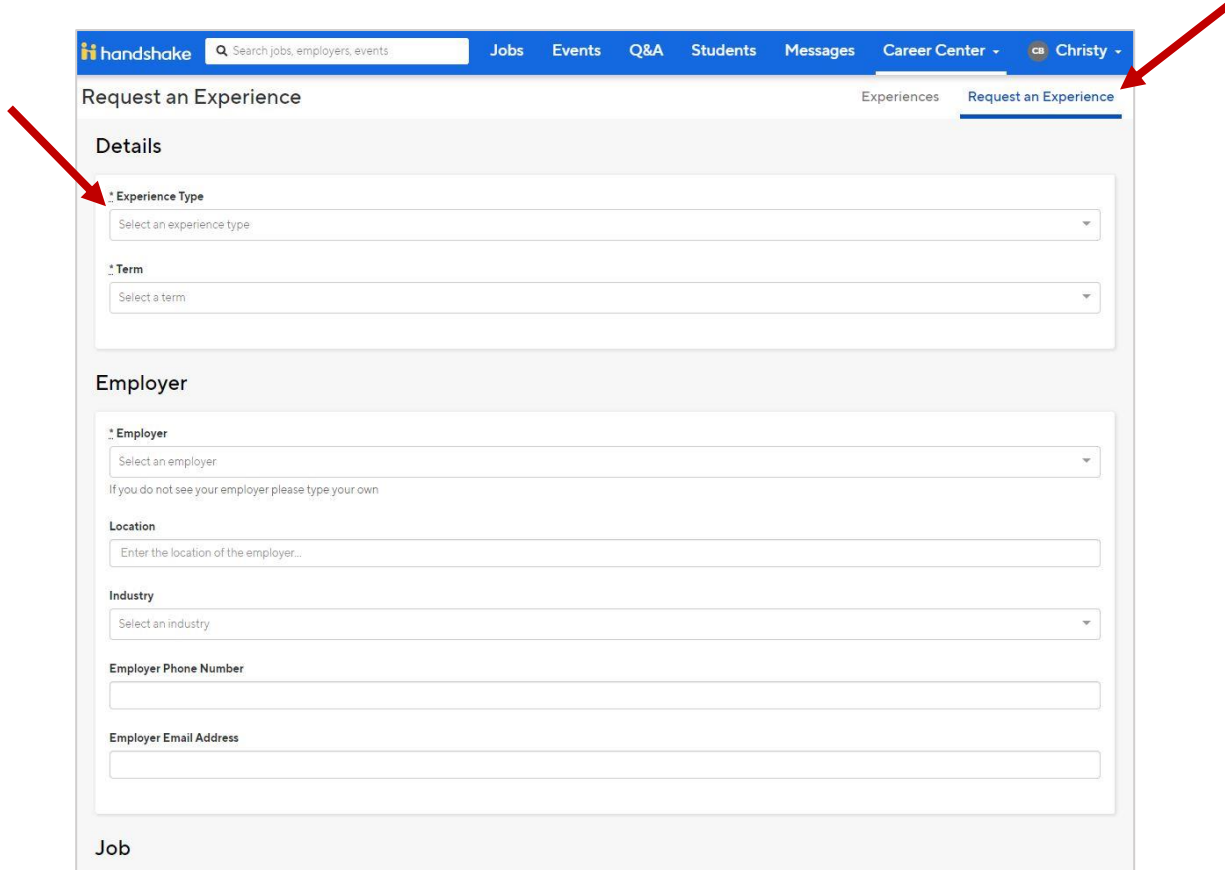 handshake Search jobs, employers, events Jobs Events Q&A Students Messages Career Center CB Christy
Request an Experience Experiences Request an Experience
Details
* Experience Type
Select an experience type
* Term
Select a term
Employer
* Employer
Select an employer
If you do not see your employer please type your own
Location
Enter the location of the employer...
Industry
Select an industry
Employer Phone Number
Employer Email Address
Job